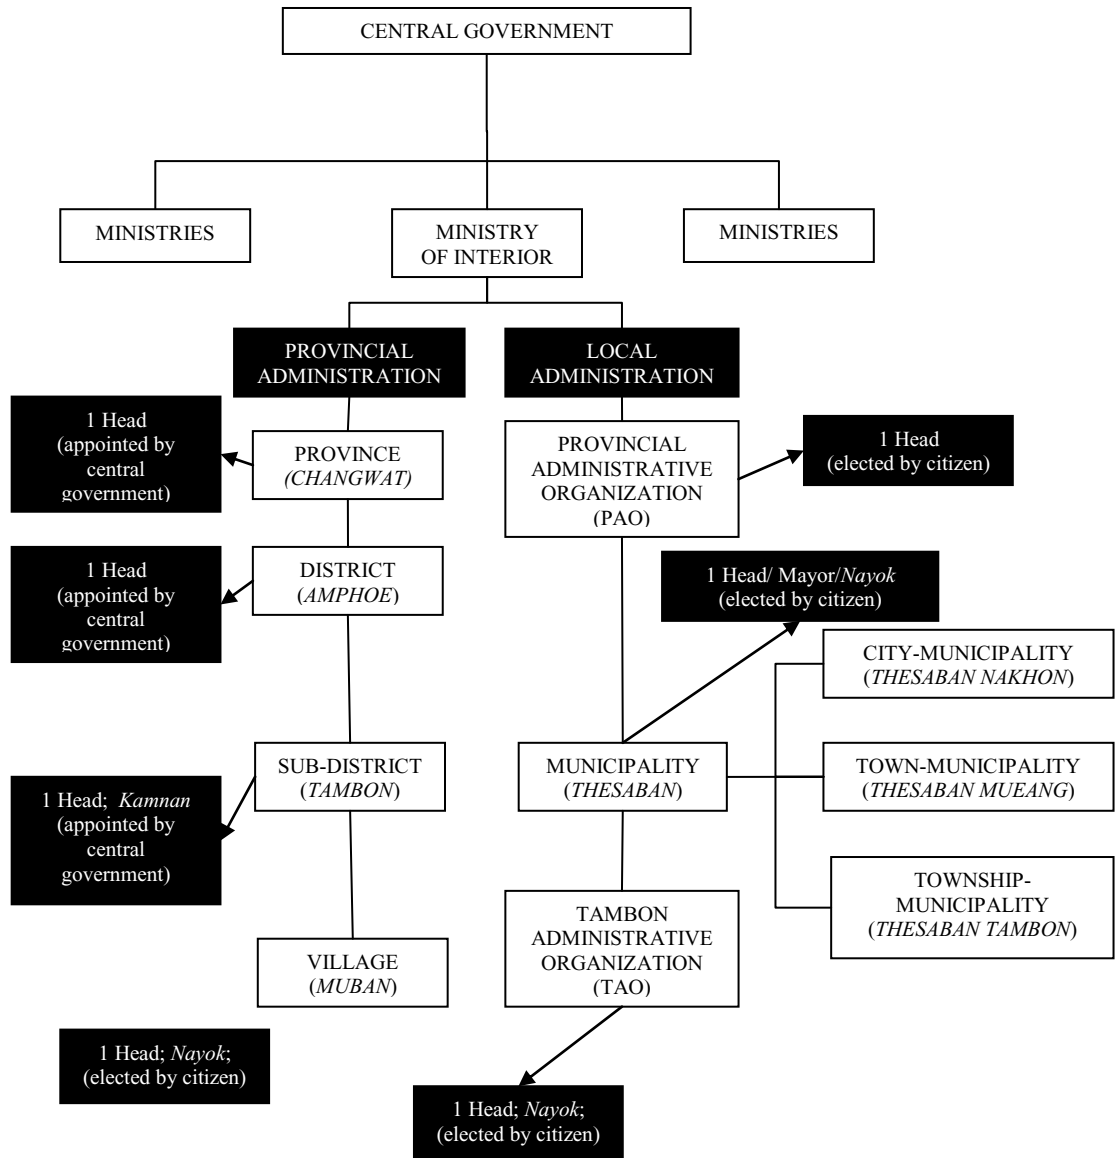 CENTRAL GOVERNMENT
MINISTRIES
MINISTRY
OF INTERIOR
MINISTRIES
PROVINCIAL
ADMINISTRATION
LOCAL
ADMINISTRATION
1 Head
(appointed by
central
government)
PROVINCE
(CHANGWAT)
PROVINCIAL
ADMINISTRATIVE
ORGANIZATION
(PAO)
1 Head
(elected by citizen)
1 Head
(appointed by
central
government)
DISTRICT
(AMPHOE)
1 Head/ Mayor/Nayok
(elected by citizen)
CITY-MUNICIPALITY
(THESABAN NAKHON)
SUB-DISTRICT
(TAMBON)
MUNICIPALITY
(THESABAN)
TOWN-MUNICIPALITY
(THESABAN MUEANG)
1 Head; Kamnan
(appointed by
central
government)
TOWNSHIP-
MUNICIPALITY
(THESABAN TAMBON)
TAMBON
ADMINISTRATIVE
ORGANIZATION
(TAO)
VILLAGE
(MUBAN)
1 Head; Nayok;
(elected by citizen)
1 Head; Nayok;
(elected by citizen)